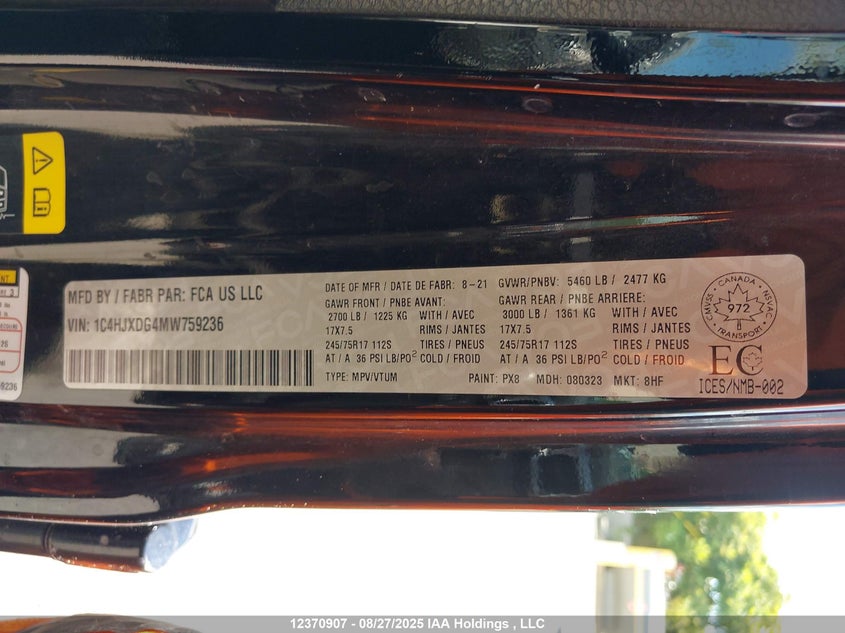 MFD BY / FABR PAR: FCA US LLC
VIN: 1C4HJXDG4MW759236
DATE OF MFR / DATE DE FABR: 8-21
GVWR/PNBV: 5460 LB / 2477 KG
GAWR FRONT / PNBE AVANT:
2700 LB / 1225 KG WITH / AVEC
17X7.5 RIMS / JANTES
245/75R17 112S TIRES / PNEUS
AT / A 36 PSI LB/PO² COLD / FROID
GAWR REAR / PNBE ARRIERE:
3000 LB / 1361 KG WITH / AVEC
17X7.5 RIMS / JANTES
245/75R17 112S TIRES / PNEUS
AT / A 36 PSI LB/PO² COLD / FROID
TYPE: MPV/VTUM PAINT: PX8 MDH: 080323 MKT: 8HF
CANADA
CMVSS NSVAC
972
TRANSPORT
EC
ICES/NMB-002
12370907 - 08/27/2025 IAA Holdings , LLC